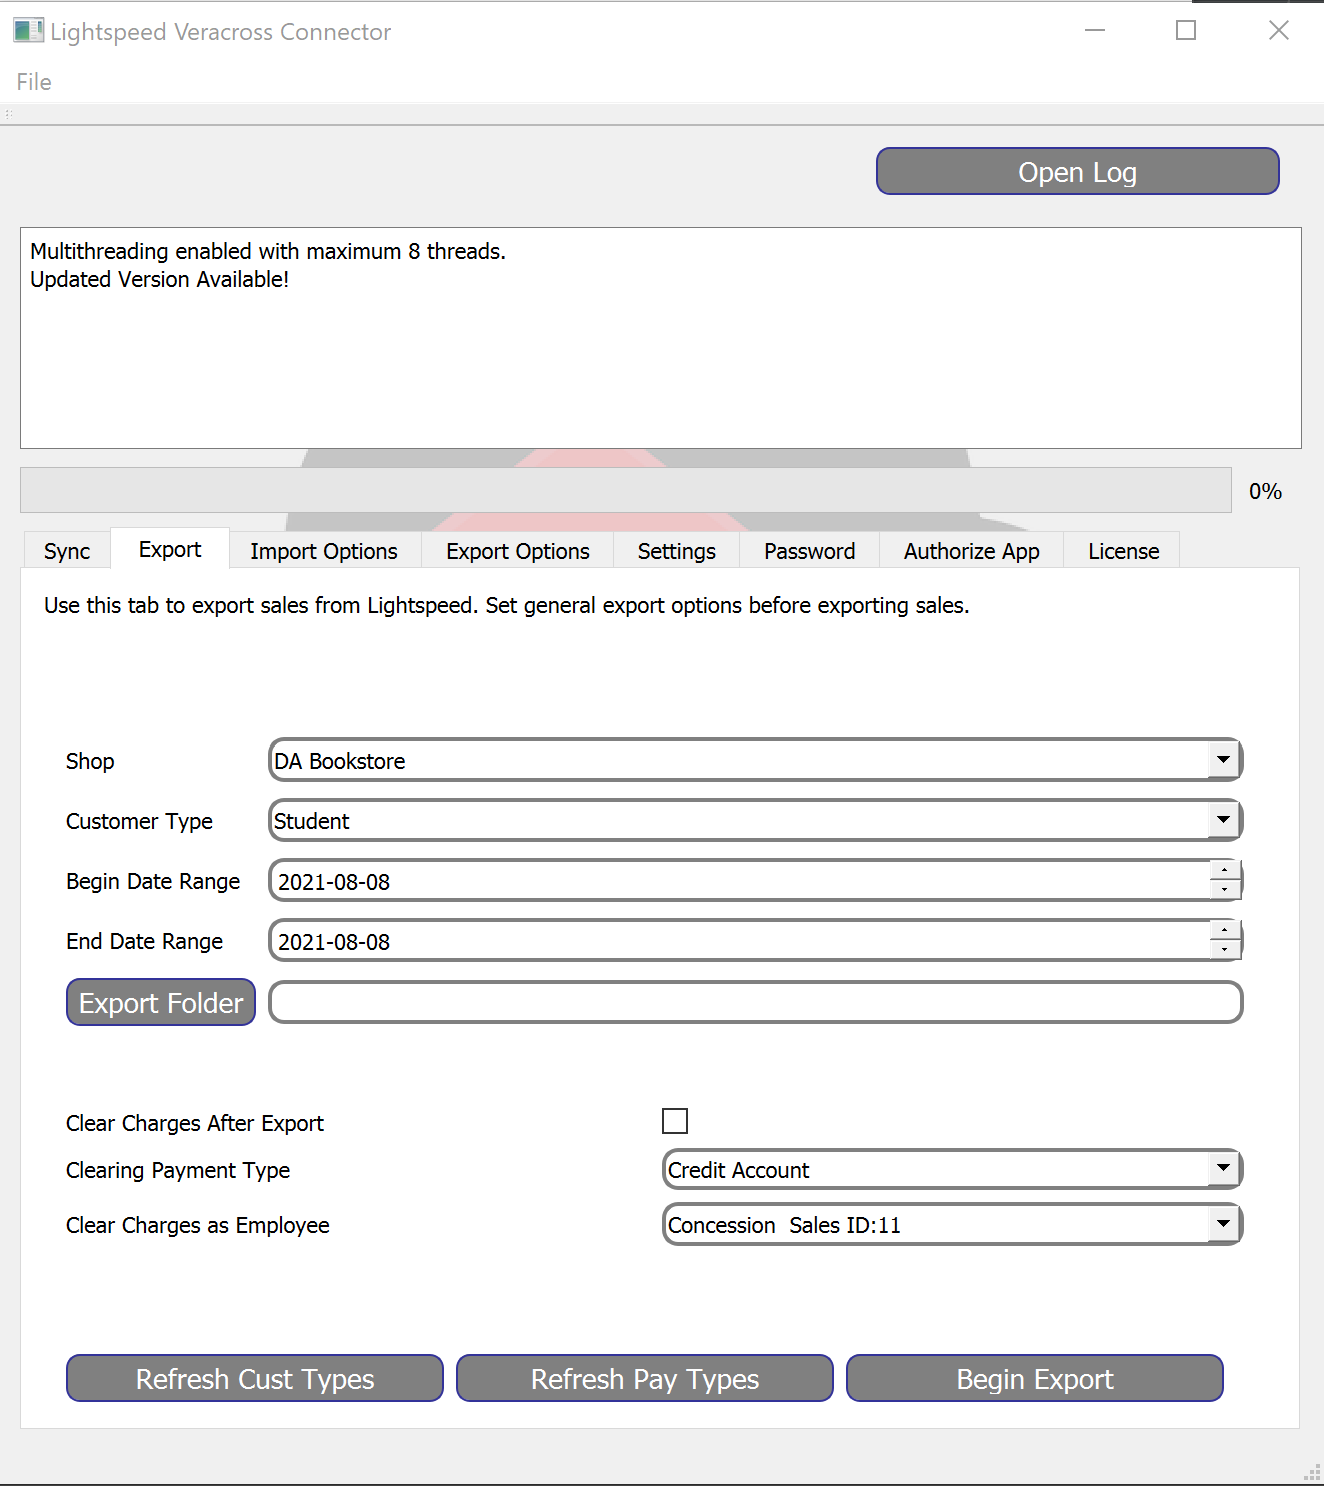 Lightspeed Veracross Connector
File
Open Log
Multithreading enabled with maximum 8 threads.
Updated Version Available!
0%
Sync Export Import Options Export Options Settings Password Authorize App License
Use this tab to export sales from Lightspeed. Set general export options before exporting sales.
Shop DA Bookstore
Customer Type Student
Begin Date Range 2021-08-08
End Date Range 2021-08-08
Export Folder
Clear Charges After Export
Clearing Payment Type Credit Account
Clear Charges as Employee Concession  Sales ID:11
Refresh Cust Types Refresh Pay Types Begin Export